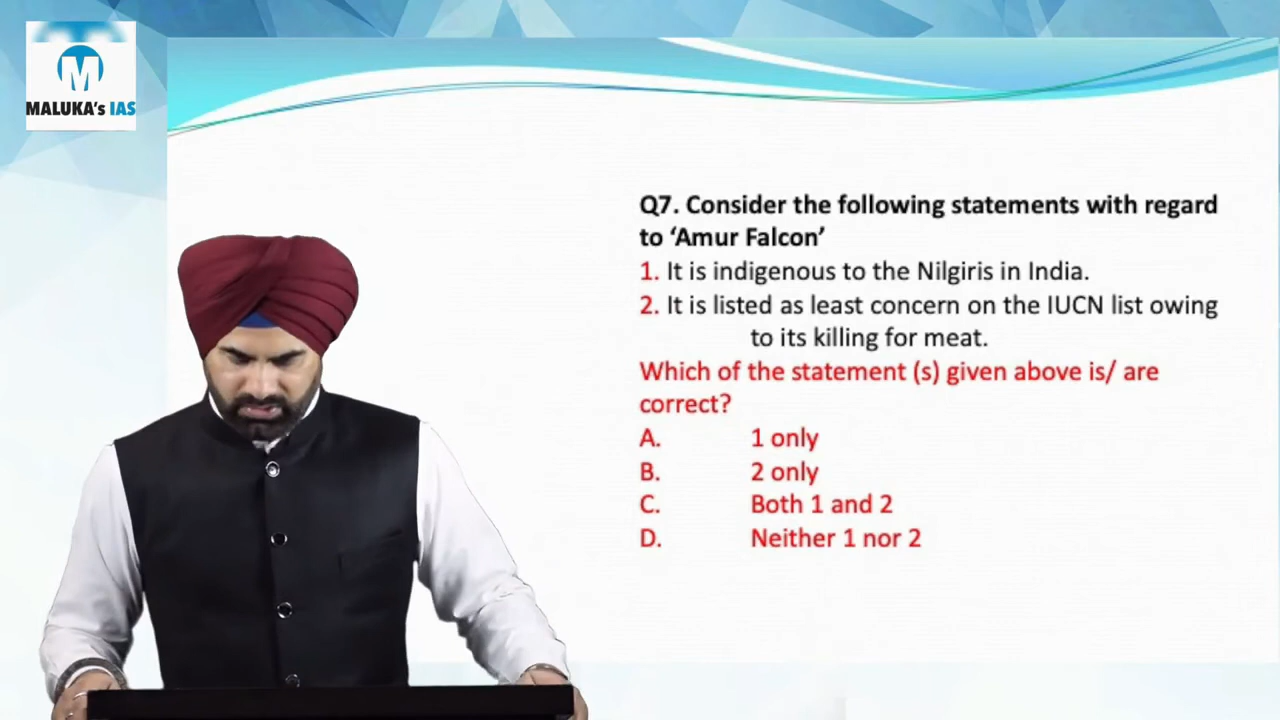 M
MALUKA's IAS
Q7. Consider the following statements with regard
to ‘Amur Falcon’
1. It is indigenous to the Nilgiris in India.
2. It is listed as least concern on the IUCN list owing
to its killing for meat.
Which of the statement (s) given above is/ are
correct?
A. 1 only
B. 2 only
C. Both 1 and 2
D. Neither 1 nor 2